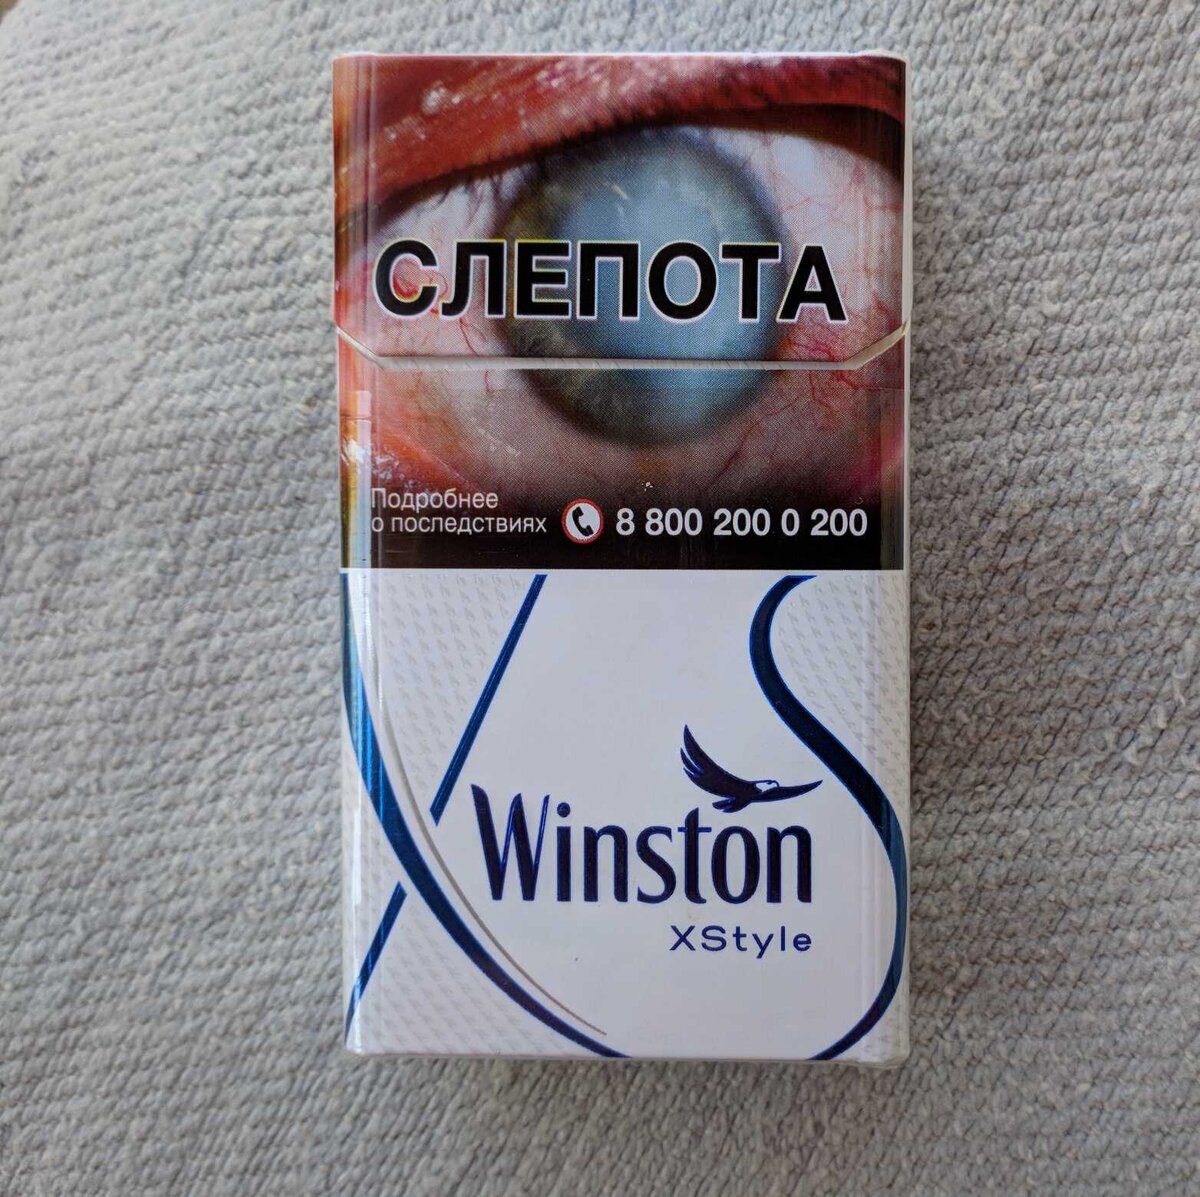 СЛЕПОТА
Подробнее
о последствиях 8 800 200 0 200
Winston
XStyle